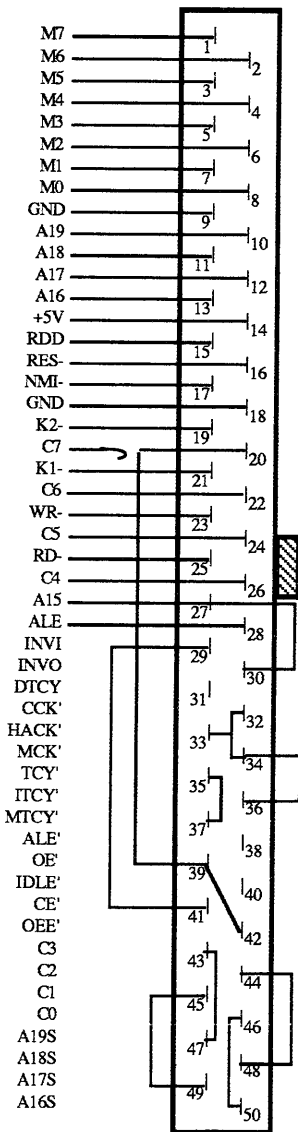 M7 1
M6 2
M5 3
M4 4
M3 5
M2 6
M1 7
M0 8
GND 9
A19 10
A18 11
A17 12
A16 13
+5V 14
RDD 15
RES- 16
NMI- 17
GND 18
K2- 19
C7 20
K1- 21
C6 22
WR- 23
C5 24
RD- 25
C4 26
A15 27
ALE 28
INVI 29
INVO 30
DTCY 31
CCK' 32
HACK' 33
MCK' 34
TCY' 35
ITCY' 36
MTCY' 37
ALE' 38
OE' 39
IDLE' 40
CE' 41
OEE' 42
C3 43
C2 44
C1 45
C0 46
A19S 47
A18S 48
A17S 49
A16S 50